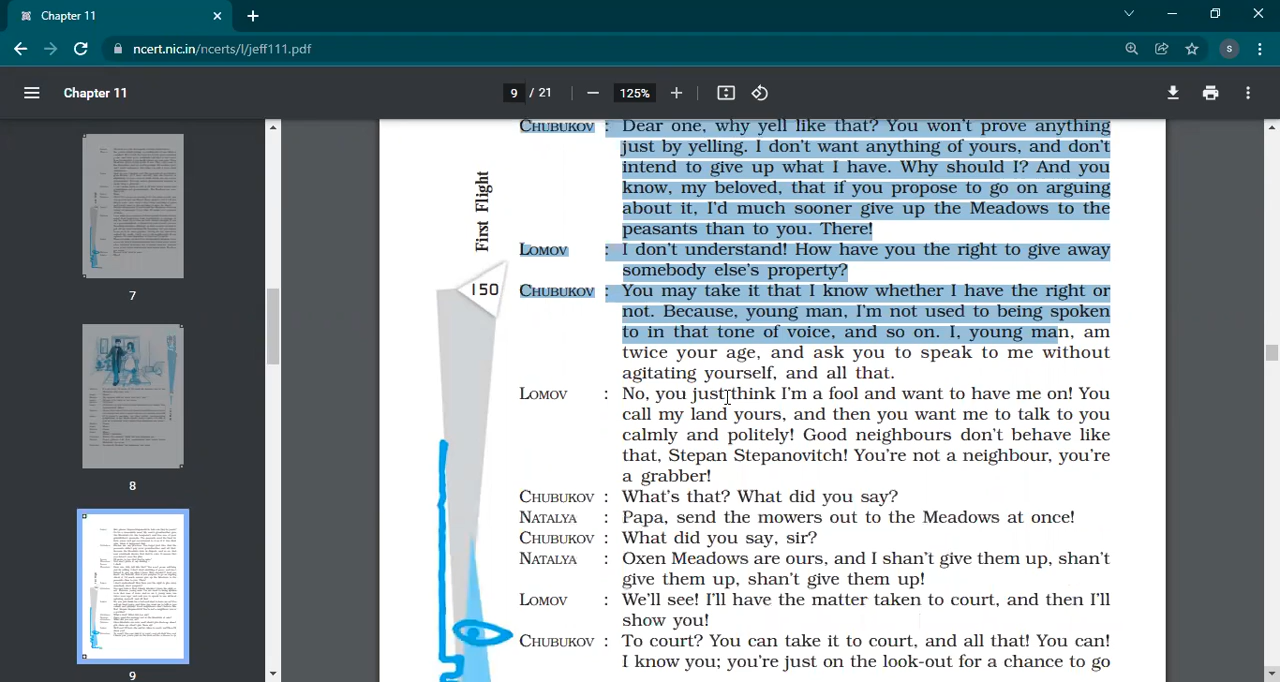 Chapter 11
ncert.nic.in/ncerts/l/jeff111.pdf
S
Chapter 11
9 / 21
125%
7
8
9
First Flight
150
CHUBUKOV : Dear one, why yell like that? You won't prove anything
just by yelling. I don't want anything of yours, and don't
intend to give up what I have. Why should I? And you
know, my beloved, that if you propose to go on arguing
about it, I'd much sooner give up the Meadows to the
peasants than to you. There!
LOMOV : I don't understand! How have you the right to give away
somebody else's property?
CHUBUKOV : You may take it that I know whether I have the right or
not. Because, young man, I'm not used to being spoken
to in that tone of voice, and so on. I, young man, am
twice your age, and ask you to speak to me without
agitating yourself, and all that.
LOMOV : No, you just think I'm a fool and want to have me on! You
call my land yours, and then you want me to talk to you
calmly and politely! Good neighbours don't behave like
that, Stepan Stepanovitch! You're not a neighbour, you're
a grabber!
CHUBUKOV : What's that? What did you say?
NATALYA : Papa, send the mowers out to the Meadows at once!
CHUBUKOV : What did you say, sir?
NATALYA : Oxen Meadows are ours, and I shan't give them up, shan't
give them up, shan't give them up!
LOMOV : We'll see! I'll have the matter taken to court, and then I'll
show you!
CHUBUKOV : To court? You can take it to court, and all that! You can!
I know you; you're just on the look-out for a chance to go